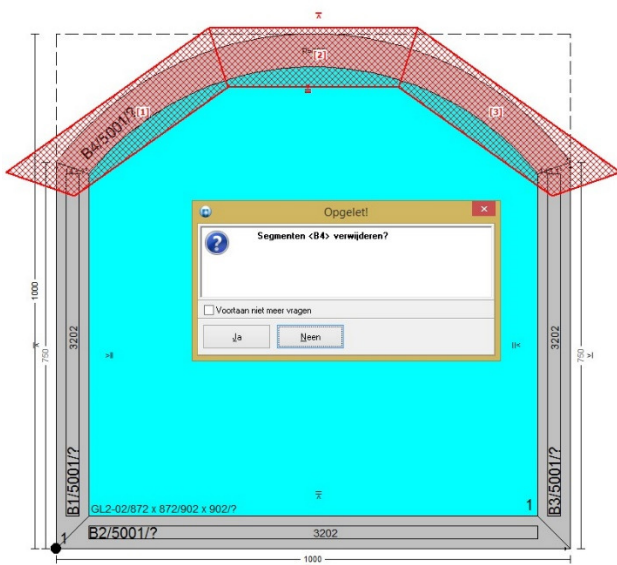 P=
2
1
3
B4/5001/?
Opgelet!
Segmenten <B4> verwijderen?
Voortaan niet meer vragen
Ja
Neen
1000
750
3202
3202
750
B1/5001/?
B3/5001/?
GL2-02/872 x 872/902 x 902/?
1
1
B2/5001/?
3202
1000